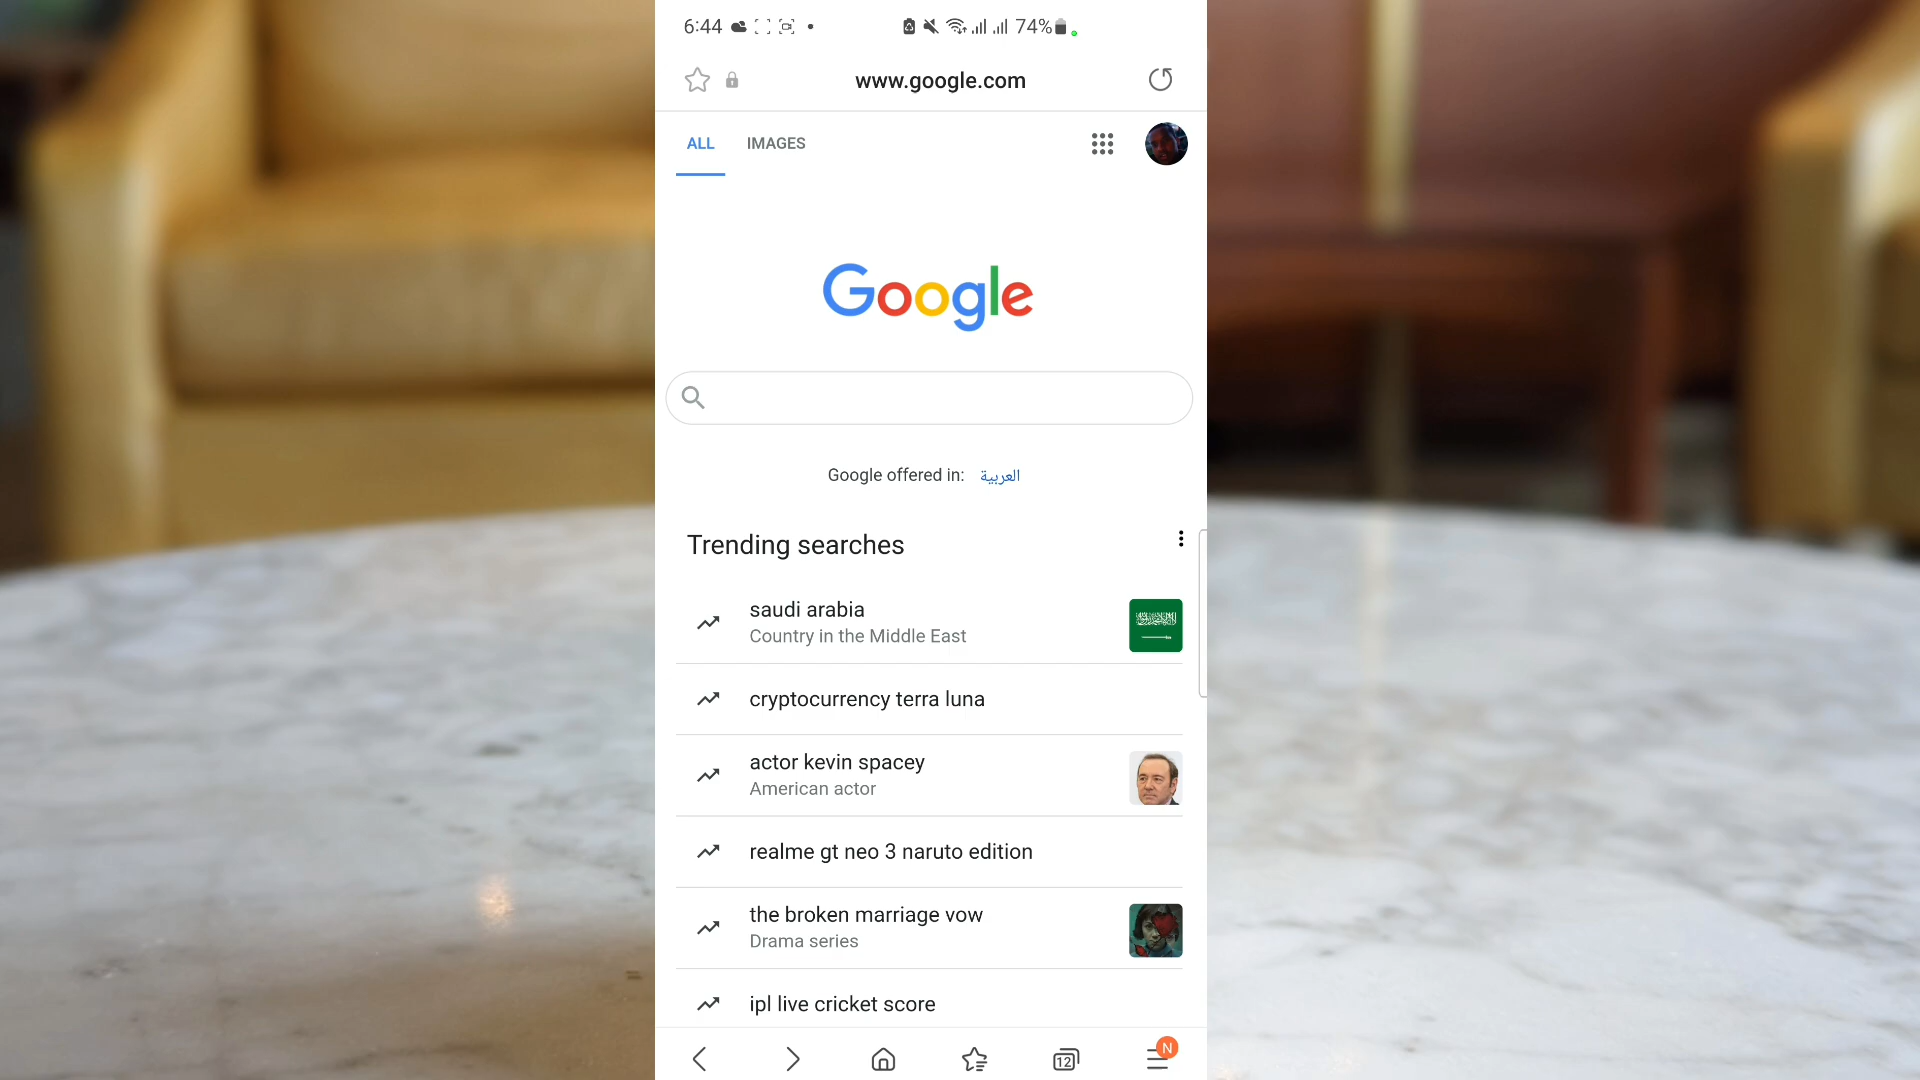 6:44
74%
www.google.com
ALL IMAGES
Google
Google offered in: العربية
Trending searches
saudi arabia
Country in the Middle East
cryptocurrency terra luna
actor kevin spacey
American actor
realme gt neo 3 naruto edition
the broken marriage vow
Drama series
ipl live cricket score
12
N